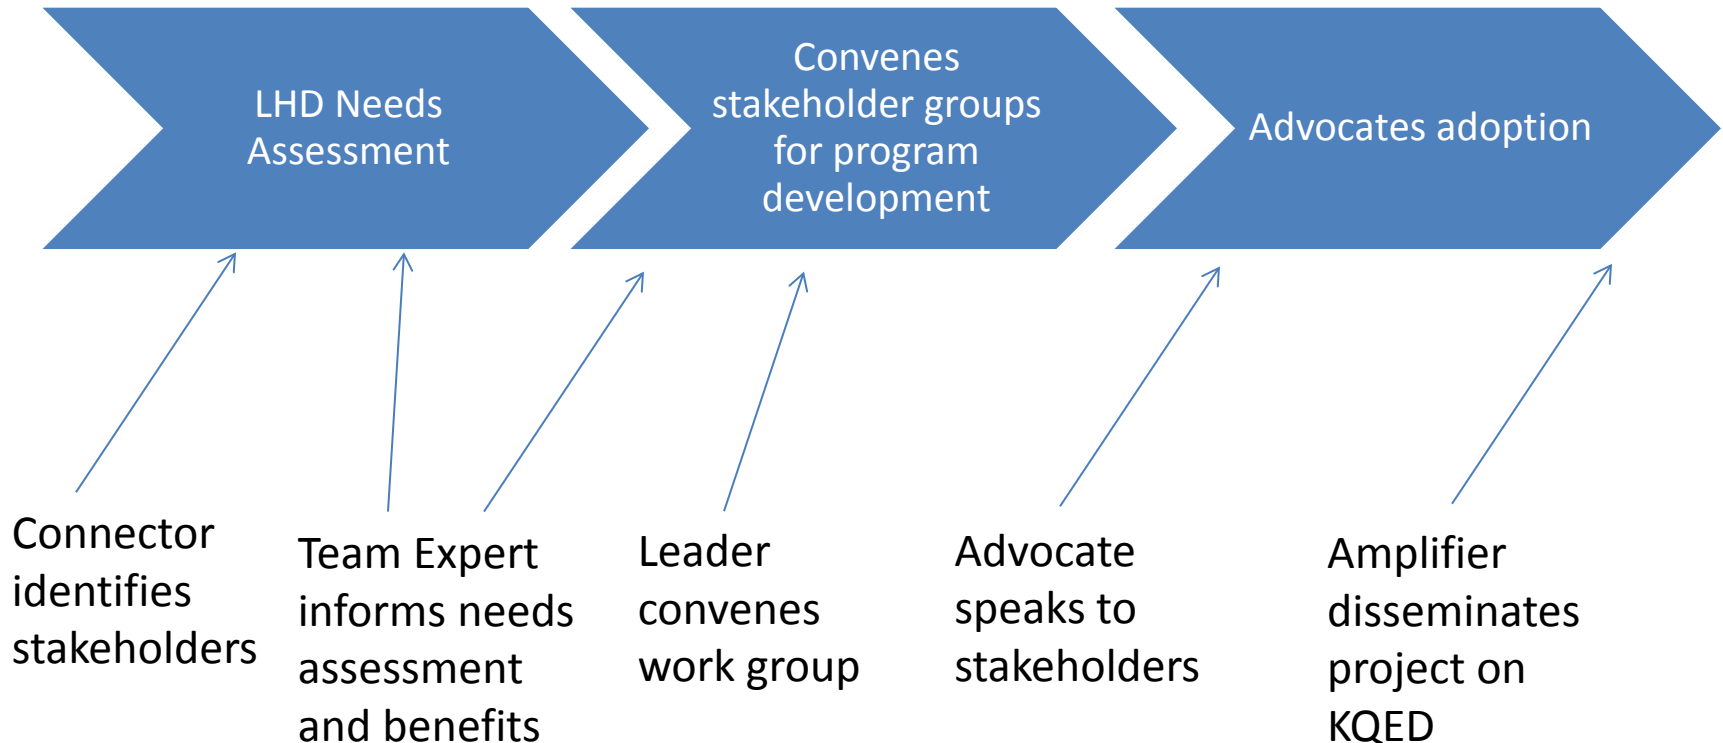 LHD Needs
Assessment
Convenes
stakeholder groups
for program
development
Advocates adoption
Connector
identifies
stakeholders
Team Expert
informs needs
assessment
and benefits
Leader
convenes
work group
Advocate
speaks to
stakeholders
Amplifier
disseminates
project on
KQED